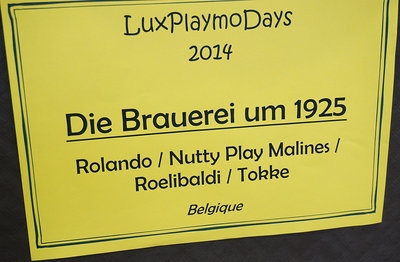 LuxPlaymoDays
2014
Die Brauerei um 1925
Rolando / Nutty Play Malines /
Roelibaldi / Tokke
Belgique